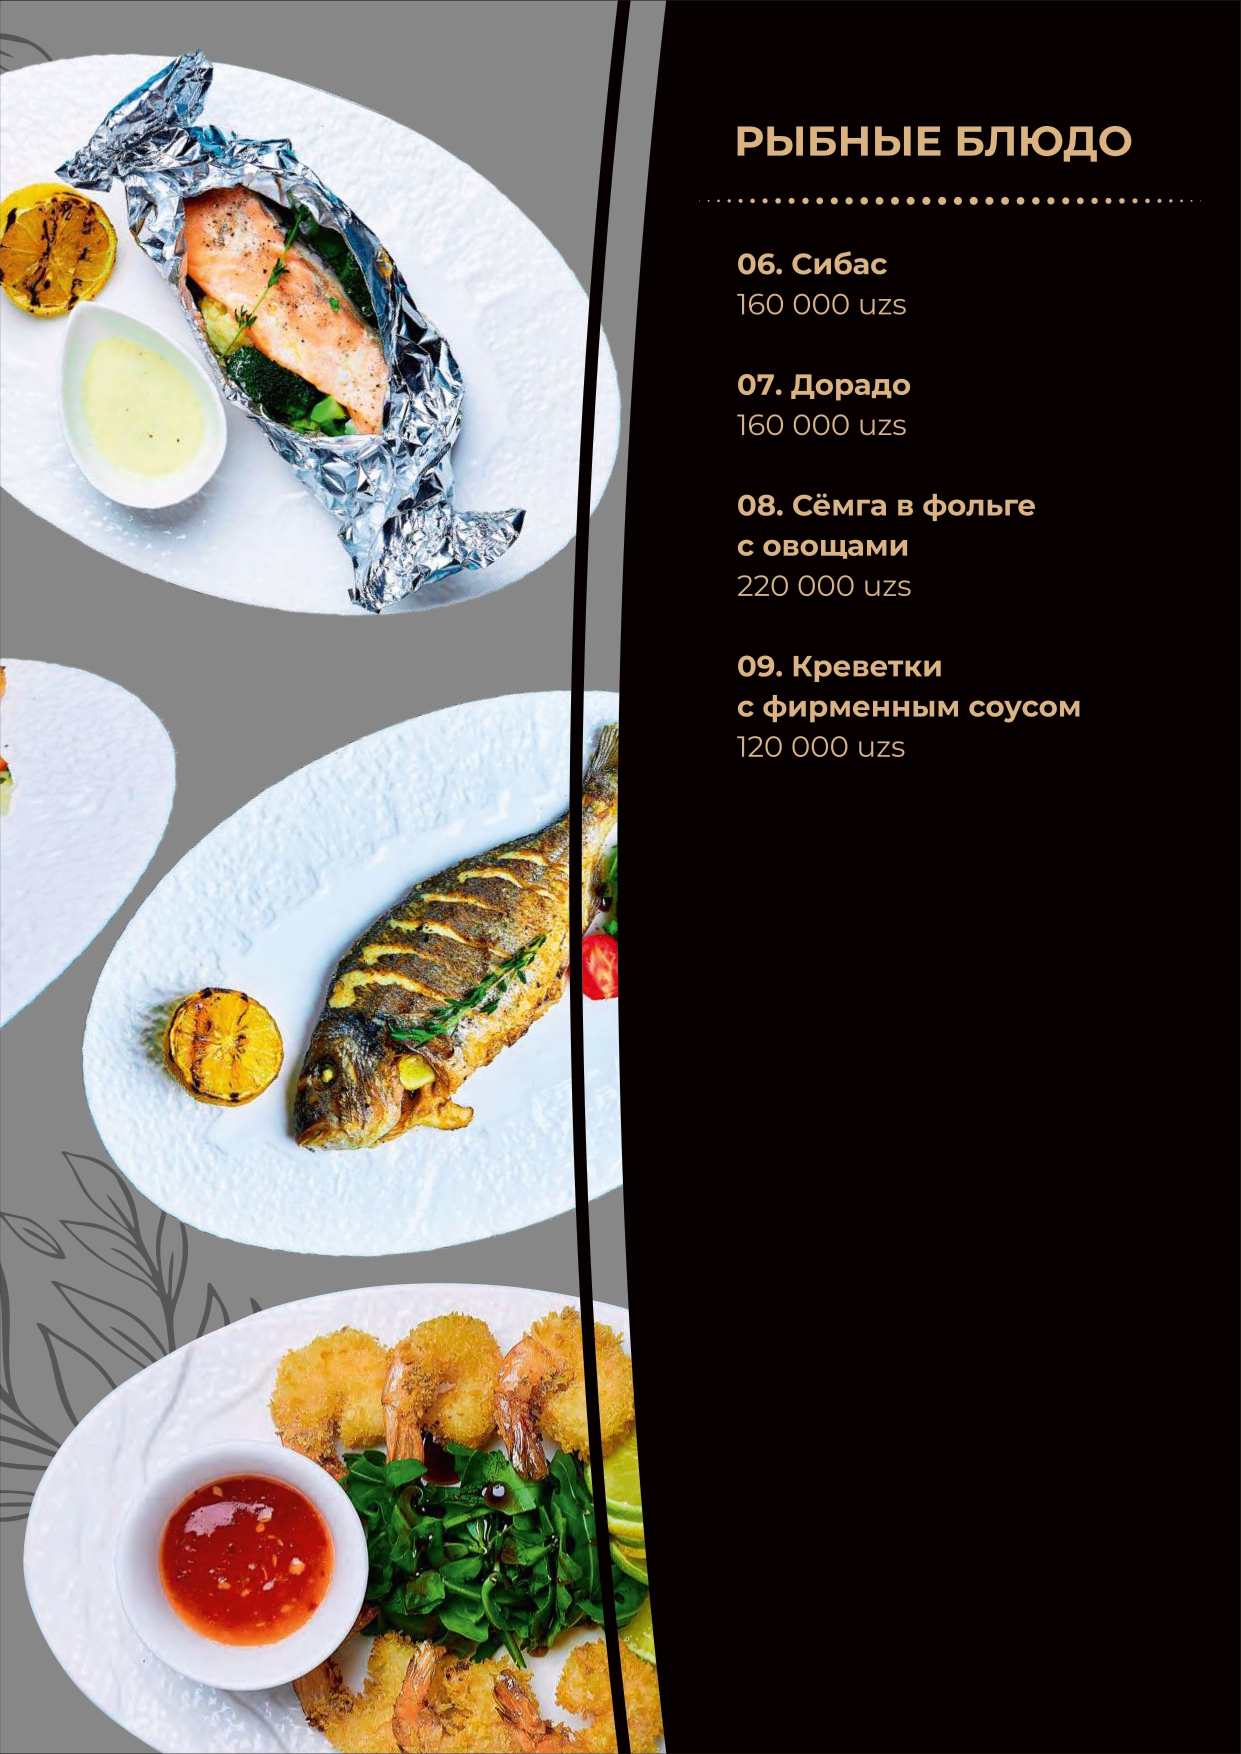 РЫБНЫЕ БЛЮДО
06. Сибас
160 000 uzs
07. Дорадо
160 000 uzs
08. Сёмга в фольге
с овощами
220 000 uzs
09. Креветки
с фирменным соусом
120 000 uzs